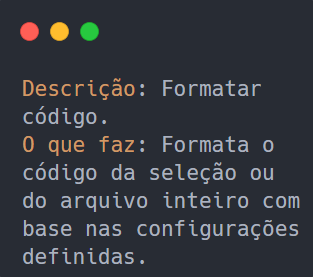 Descrição: Formatar
código.
O que faz: Formata o
código da seleção ou
do arquivo inteiro com
base nas configurações
definidas.